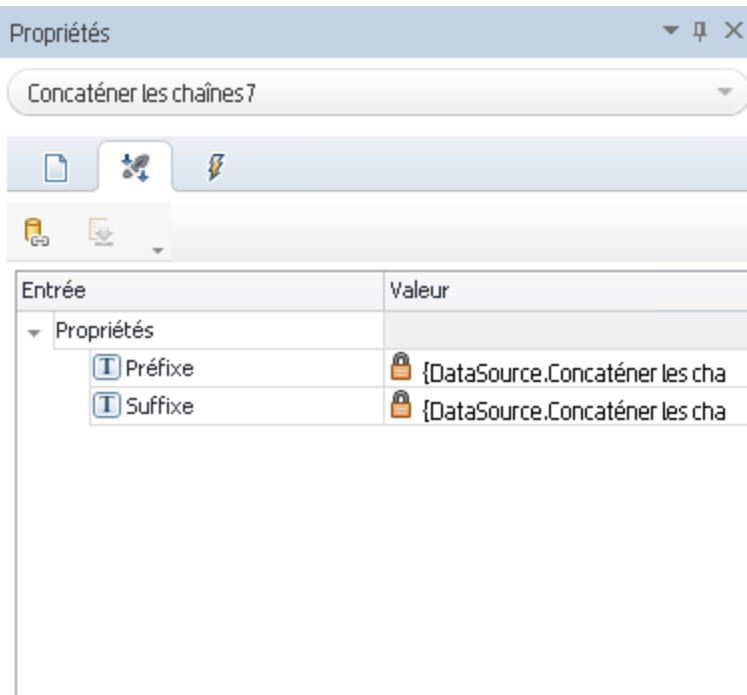 Propriétés
Concaténer les chaînes7
Entrée Valeur
Propriétés
T Préfixe {DataSource.Concaténer les cha
T Suffixe {DataSource.Concaténer les cha